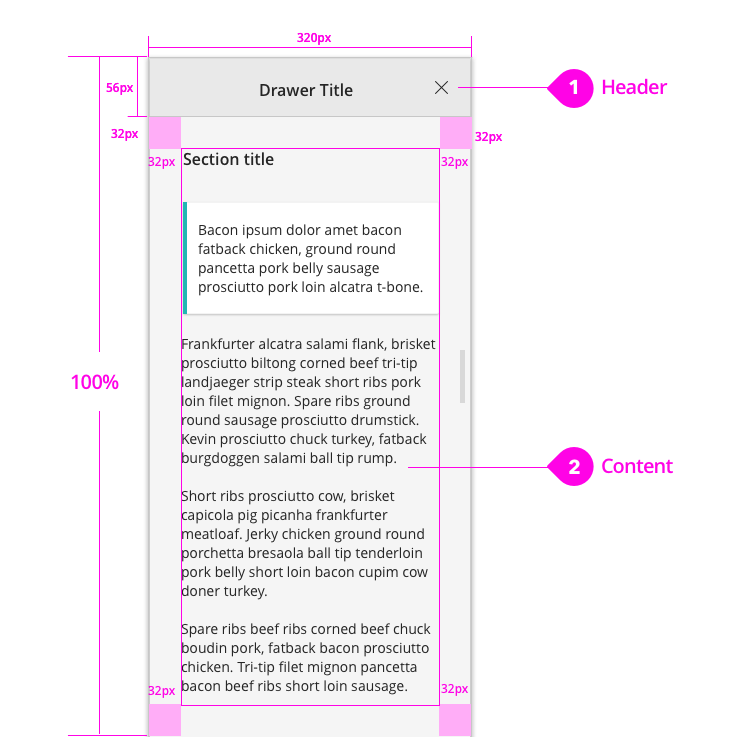 320px
56px
Drawer Title
1 Header
32px
32px
32px
32px
Section title
Bacon ipsum dolor amet bacon
fatback chicken, ground round
pancetta pork belly sausage
prosciutto pork loin alcatra t-bone.
Frankfurter alcatra salami flank, brisket
prosciutto biltong corned beef tri-tip
landjaeger strip steak short ribs pork
loin filet mignon. Spare ribs ground
round sausage prosciutto drumstick.
Kevin prosciutto chuck turkey, fatback
burgdoggen salami ball tip rump.
100%
2 Content
Short ribs prosciutto cow, brisket
capicola pig picanha frankfurter
meatloaf. Jerky chicken ground round
porchetta bresaola ball tip tenderloin
pork belly short loin bacon cupim cow
doner turkey.
Spare ribs beef ribs corned beef chuck
boudin pork, fatback bacon prosciutto
chicken. Tri-tip filet mignon pancetta
bacon beef ribs short loin sausage.
32px
32px